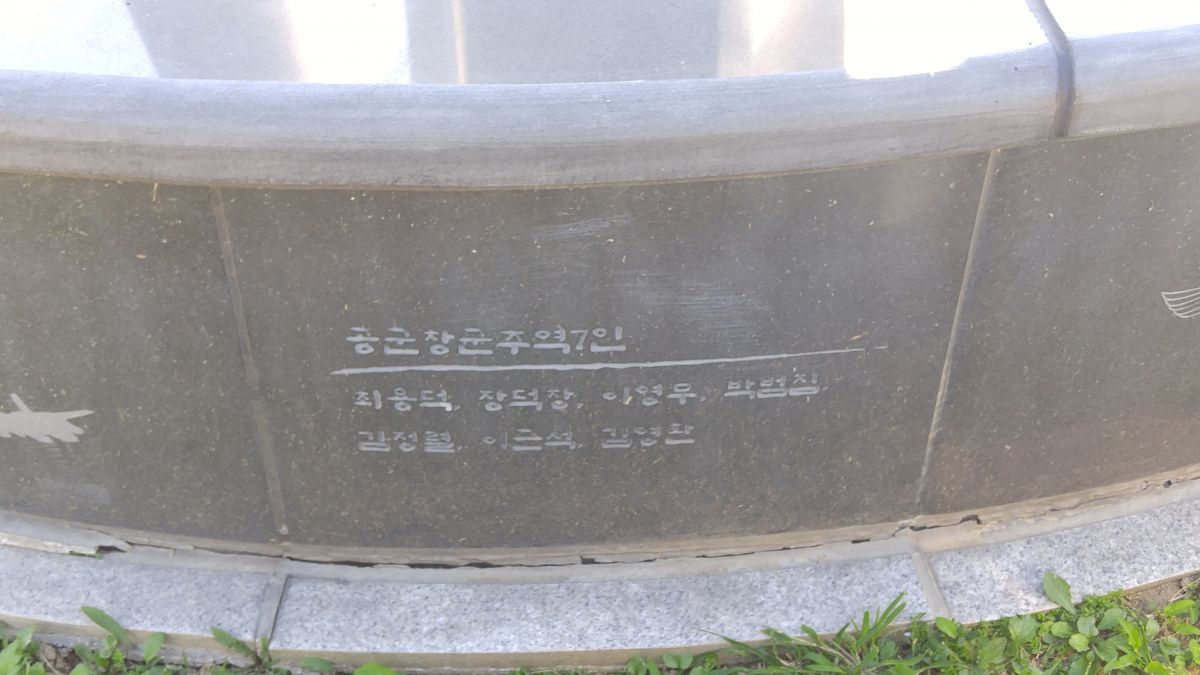 공군창군주역7인
최용덕, 장덕창, 이영무, 박범집,
김정렬, 이근석, 김영환